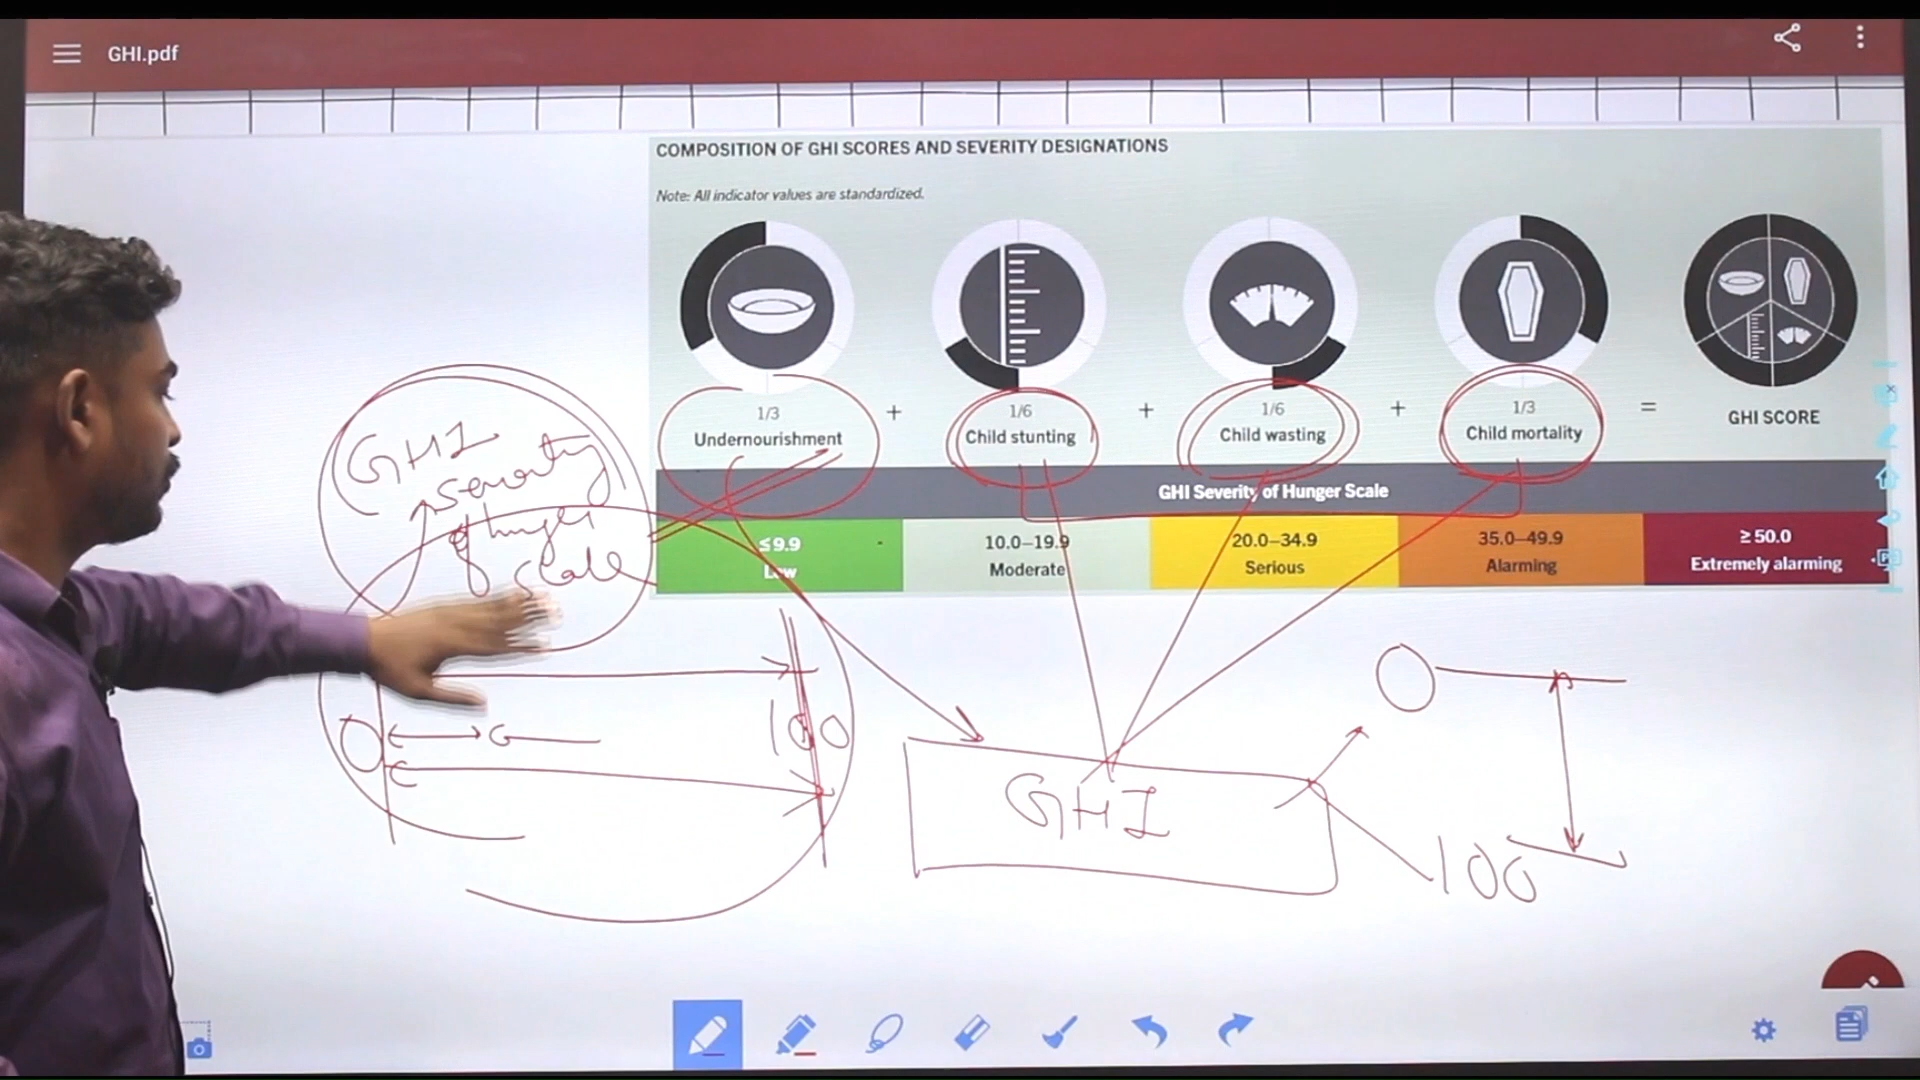 GHI.pdf
COMPOSITION OF GHI SCORES AND SEVERITY DESIGNATIONS
Note: All indicator values are standardized.
1/3 + 1/6 + 1/6 + 1/3 = GHI SCORE
Undernourishment Child stunting Child wasting Child mortality
GHI Severity of Hunger Scale
≤9.9 10.0–19.9 20.0–34.9 35.0–49.9 ≥50.0
Low Moderate Serious Alarming Extremely alarming
GHI
severity
of hunger
scale
0 G 100
GHI
0
100